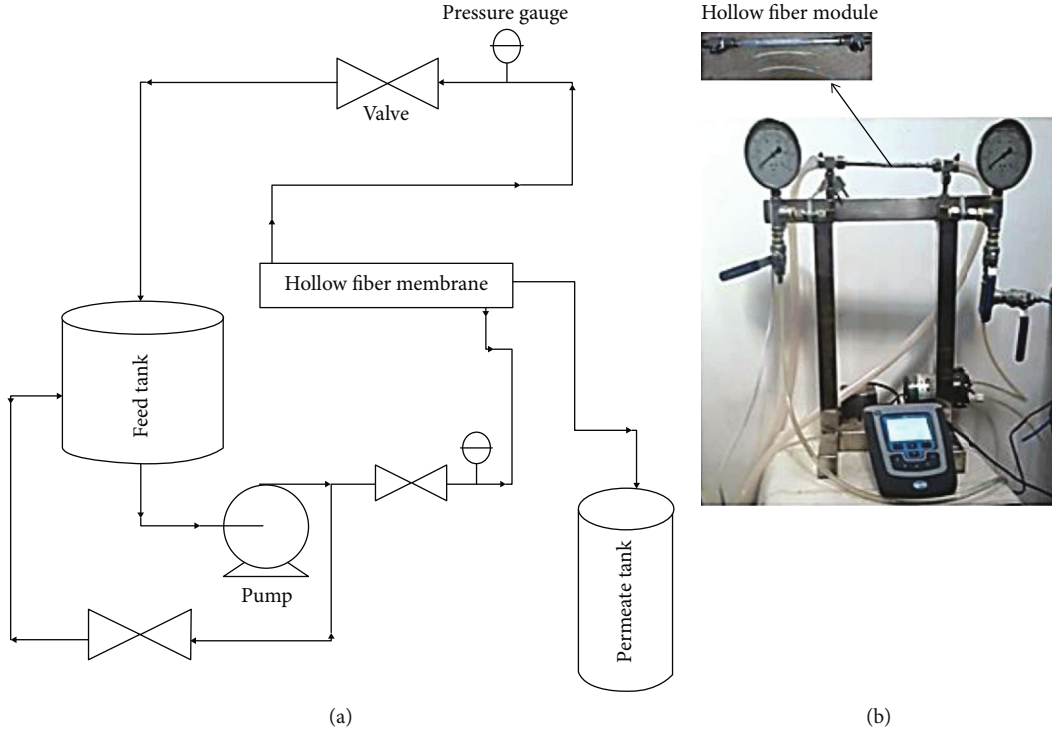 Pressure gauge
Hollow fiber module
Valve
Hollow fiber membrane
Feed tank
Pump
Permeate tank
(a)
(b)